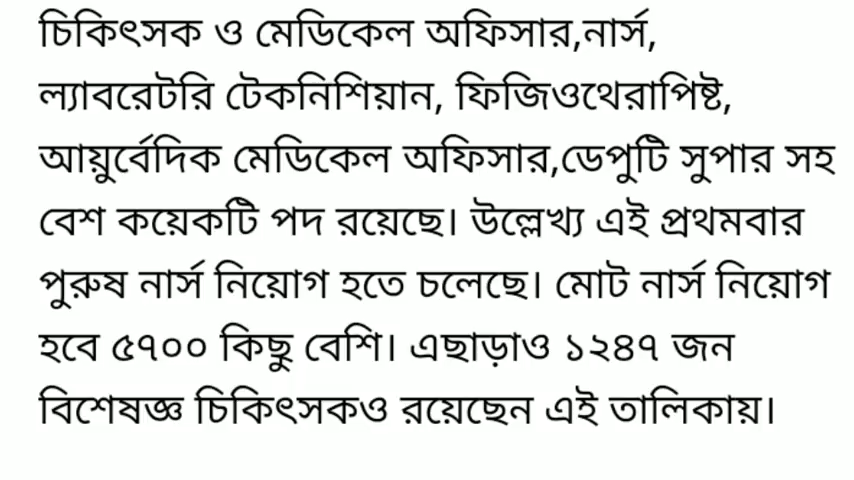 চিকিৎসক ও মেডিকেল অফিসার,নার্স,
ল্যাবরেটরি টেকনিশিয়ান, ফিজিওথেরাপিষ্ট,
আয়ুর্বেদিক মেডিকেল অফিসার,ডেপুটি সুপার সহ
বেশ কয়েকটি পদ রয়েছে। উল্লেখ্য এই প্রথমবার
পুরুষ নার্স নিয়োগ হতে চলেছে। মোট নার্স নিয়োগ
হবে ৫৭০০ কিছু বেশি। এছাড়াও ১২৪৭ জন
বিশেষজ্ঞ চিকিৎসকও রয়েছেন এই তালিকায়।